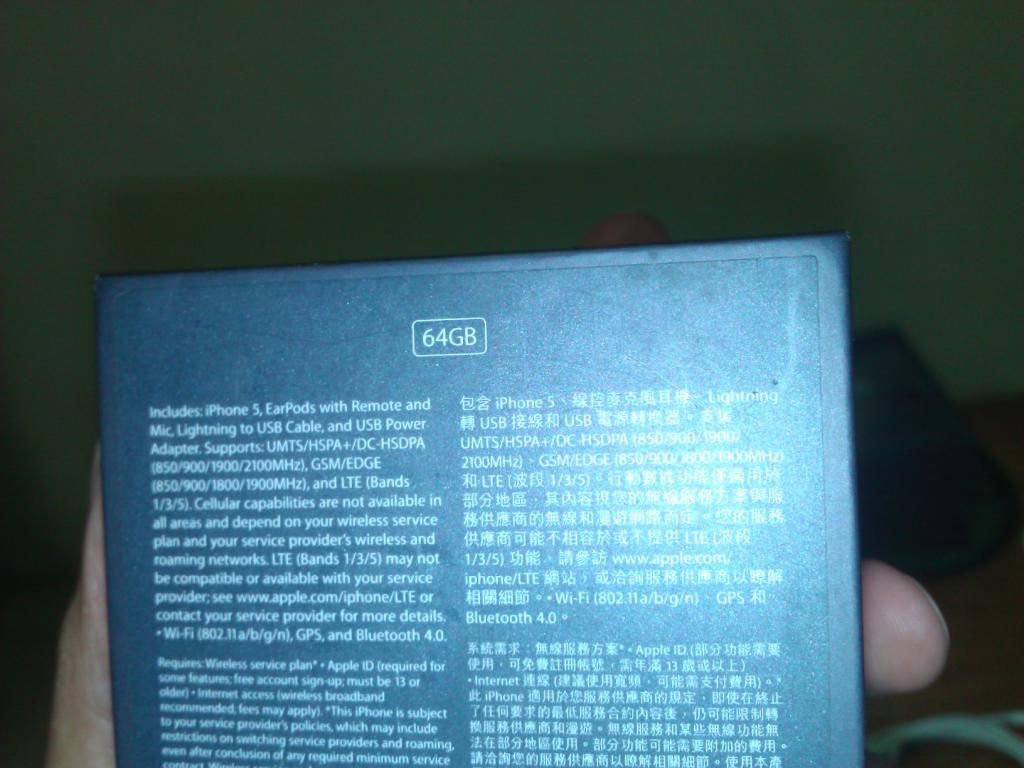 64GB
Includes: iPhone 5, EarPods with Remote and
Mic, Lightning to USB Cable, and USB Power
Adapter. Supports: UMTS/HSPA+/DC-HSDPA
(850/900/1900/2100MHz), GSM/EDGE
(850/900/1800/1900MHz), and LTE (Bands
1/3/5). Cellular capabilities are not available in
all areas and depend on your wireless service
plan and your service provider's wireless and
roaming networks. LTE (Bands 1/3/5) may not
be compatible or available with your service
provider; see www.apple.com/iphone/LTE or
contact your service provider for more details.
• Wi-Fi (802.11a/b/g/n), GPS, and Bluetooth 4.0.
Requires: Wireless service plan* • Apple ID (required for
some features; free account sign-up; must be 13 or
older) • Internet access (wireless broadband
recommended; fees may apply). *This iPhone is subject
to your service provider's policies, which may include
restrictions on switching service providers and roaming,
even after conclusion of any required minimum service
包含 iPhone 5、線控麥克風耳機、Lightning
轉 USB 接線和 USB 電源轉換器。支援
UMTS/HSPA+/DC-HSDPA (850/900/1900/
2100MHz)、GSM/EDGE (850/900/1800/1900MHz)
和 LTE (波段 1/3/5)。行動數據功能僅適用於
部分地區，其內容視您的無線服務方案與服
務供應商的無線和漫遊網路而定。您的服務
供應商可能不相容於或不提供 LTE (波段
1/3/5) 功能。請參訪 www.apple.com/
iphone/LTE 網站，或洽詢服務供應商以瞭解
相關細節。• Wi-Fi (802.11a/b/g/n)、GPS 和
Bluetooth 4.0。
系統需求：無線服務方案* • Apple ID (部分功能需要
使用，可免費註冊帳號，需年滿 13 歲或以上)
• Internet 連線 (建議使用寬頻，可能需支付費用)。*
此 iPhone 適用於您服務供應商的規定，即使在終止
了任何要求的最低服務合約內容後，仍可能限制轉
換服務供應商和漫遊。無線服務和某些無線功能無
法在部分地區使用。部分功能可能需要附加的費用。
請洽詢您的服務供應商以瞭解相關細節。使用本產